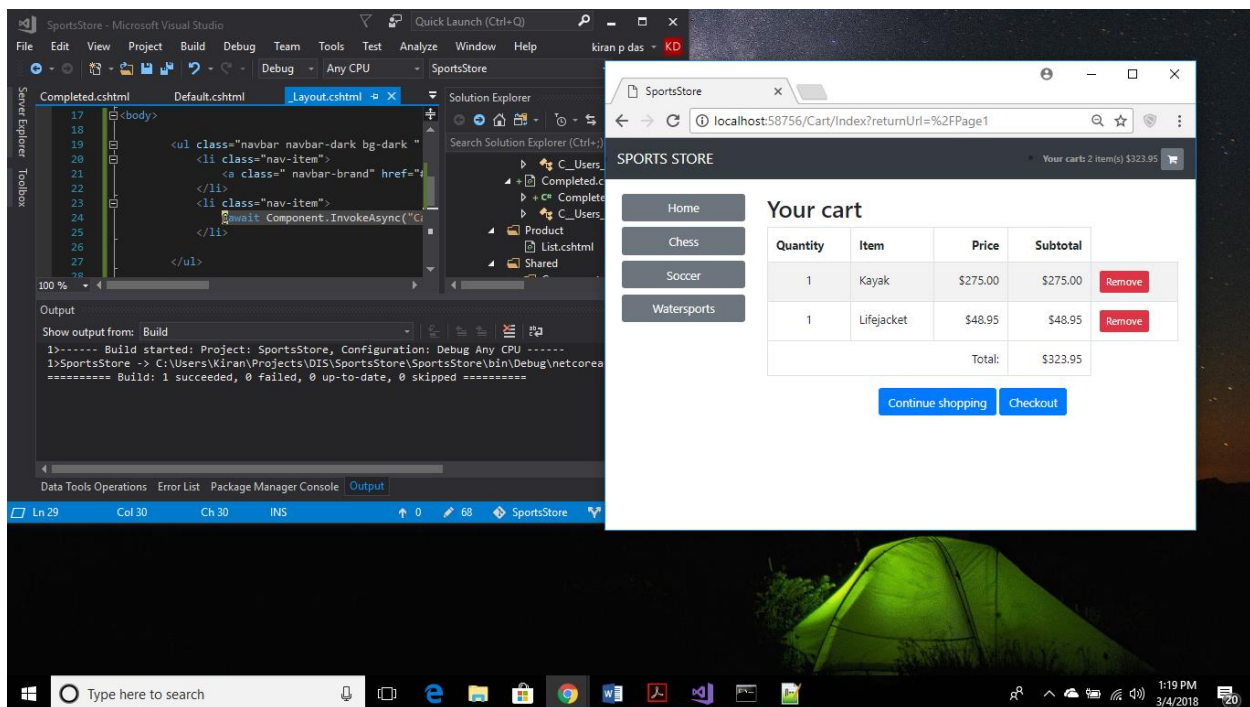 SportsStore - Microsoft Visual Studio
Quick Launch (Ctrl+Q)
File Edit View Project Build Debug Team Tools Test Analyze Window Help kiran p das KD
Debug Any CPU SportsStore
Server Explorer
Toolbox
Completed.cshtml Default.cshtml _Layout.cshtml
17 <body>
18
19 <ul class="navbar navbar-dark bg-dark "
20 <li class="nav-item">
21 <a class=" navbar-brand" href="#
22 </li>
23 <li class="nav-item">
24 @await Component.InvokeAsync("Ca
25 </li>
26
27 </ul>
28
100 %
Solution Explorer
Search Solution Explorer (Ctrl+;)
C__Users_
Completed.c
Complete
C__Users_
Product
List.cshtml
Shared
Output
Show output from: Build
1>------ Build started: Project: SportsStore, Configuration: Debug Any CPU ------
1>SportsStore -> C:\Users\Kiran\Projects\DIS\SportsStore\SportsStore\bin\Debug\netcorea
========== Build: 1 succeeded, 0 failed, 0 up-to-date, 0 skipped ==========
Data Tools Operations Error List Package Manager Console Output
Ln 29 Col 30 Ch 30 INS 0 68 SportsStore
SportsStore
localhost:58756/Cart/Index?returnUrl=%2FPage1
SPORTS STORE
Your cart: 2 item(s) $323.95
Home
Chess
Soccer
Watersports
Your cart
Quantity Item Price Subtotal
1 Kayak $275.00 $275.00 Remove
1 Lifejacket $48.95 $48.95 Remove
Total: $323.95
Continue shopping Checkout
Type here to search
1:19 PM
3/4/2018
20